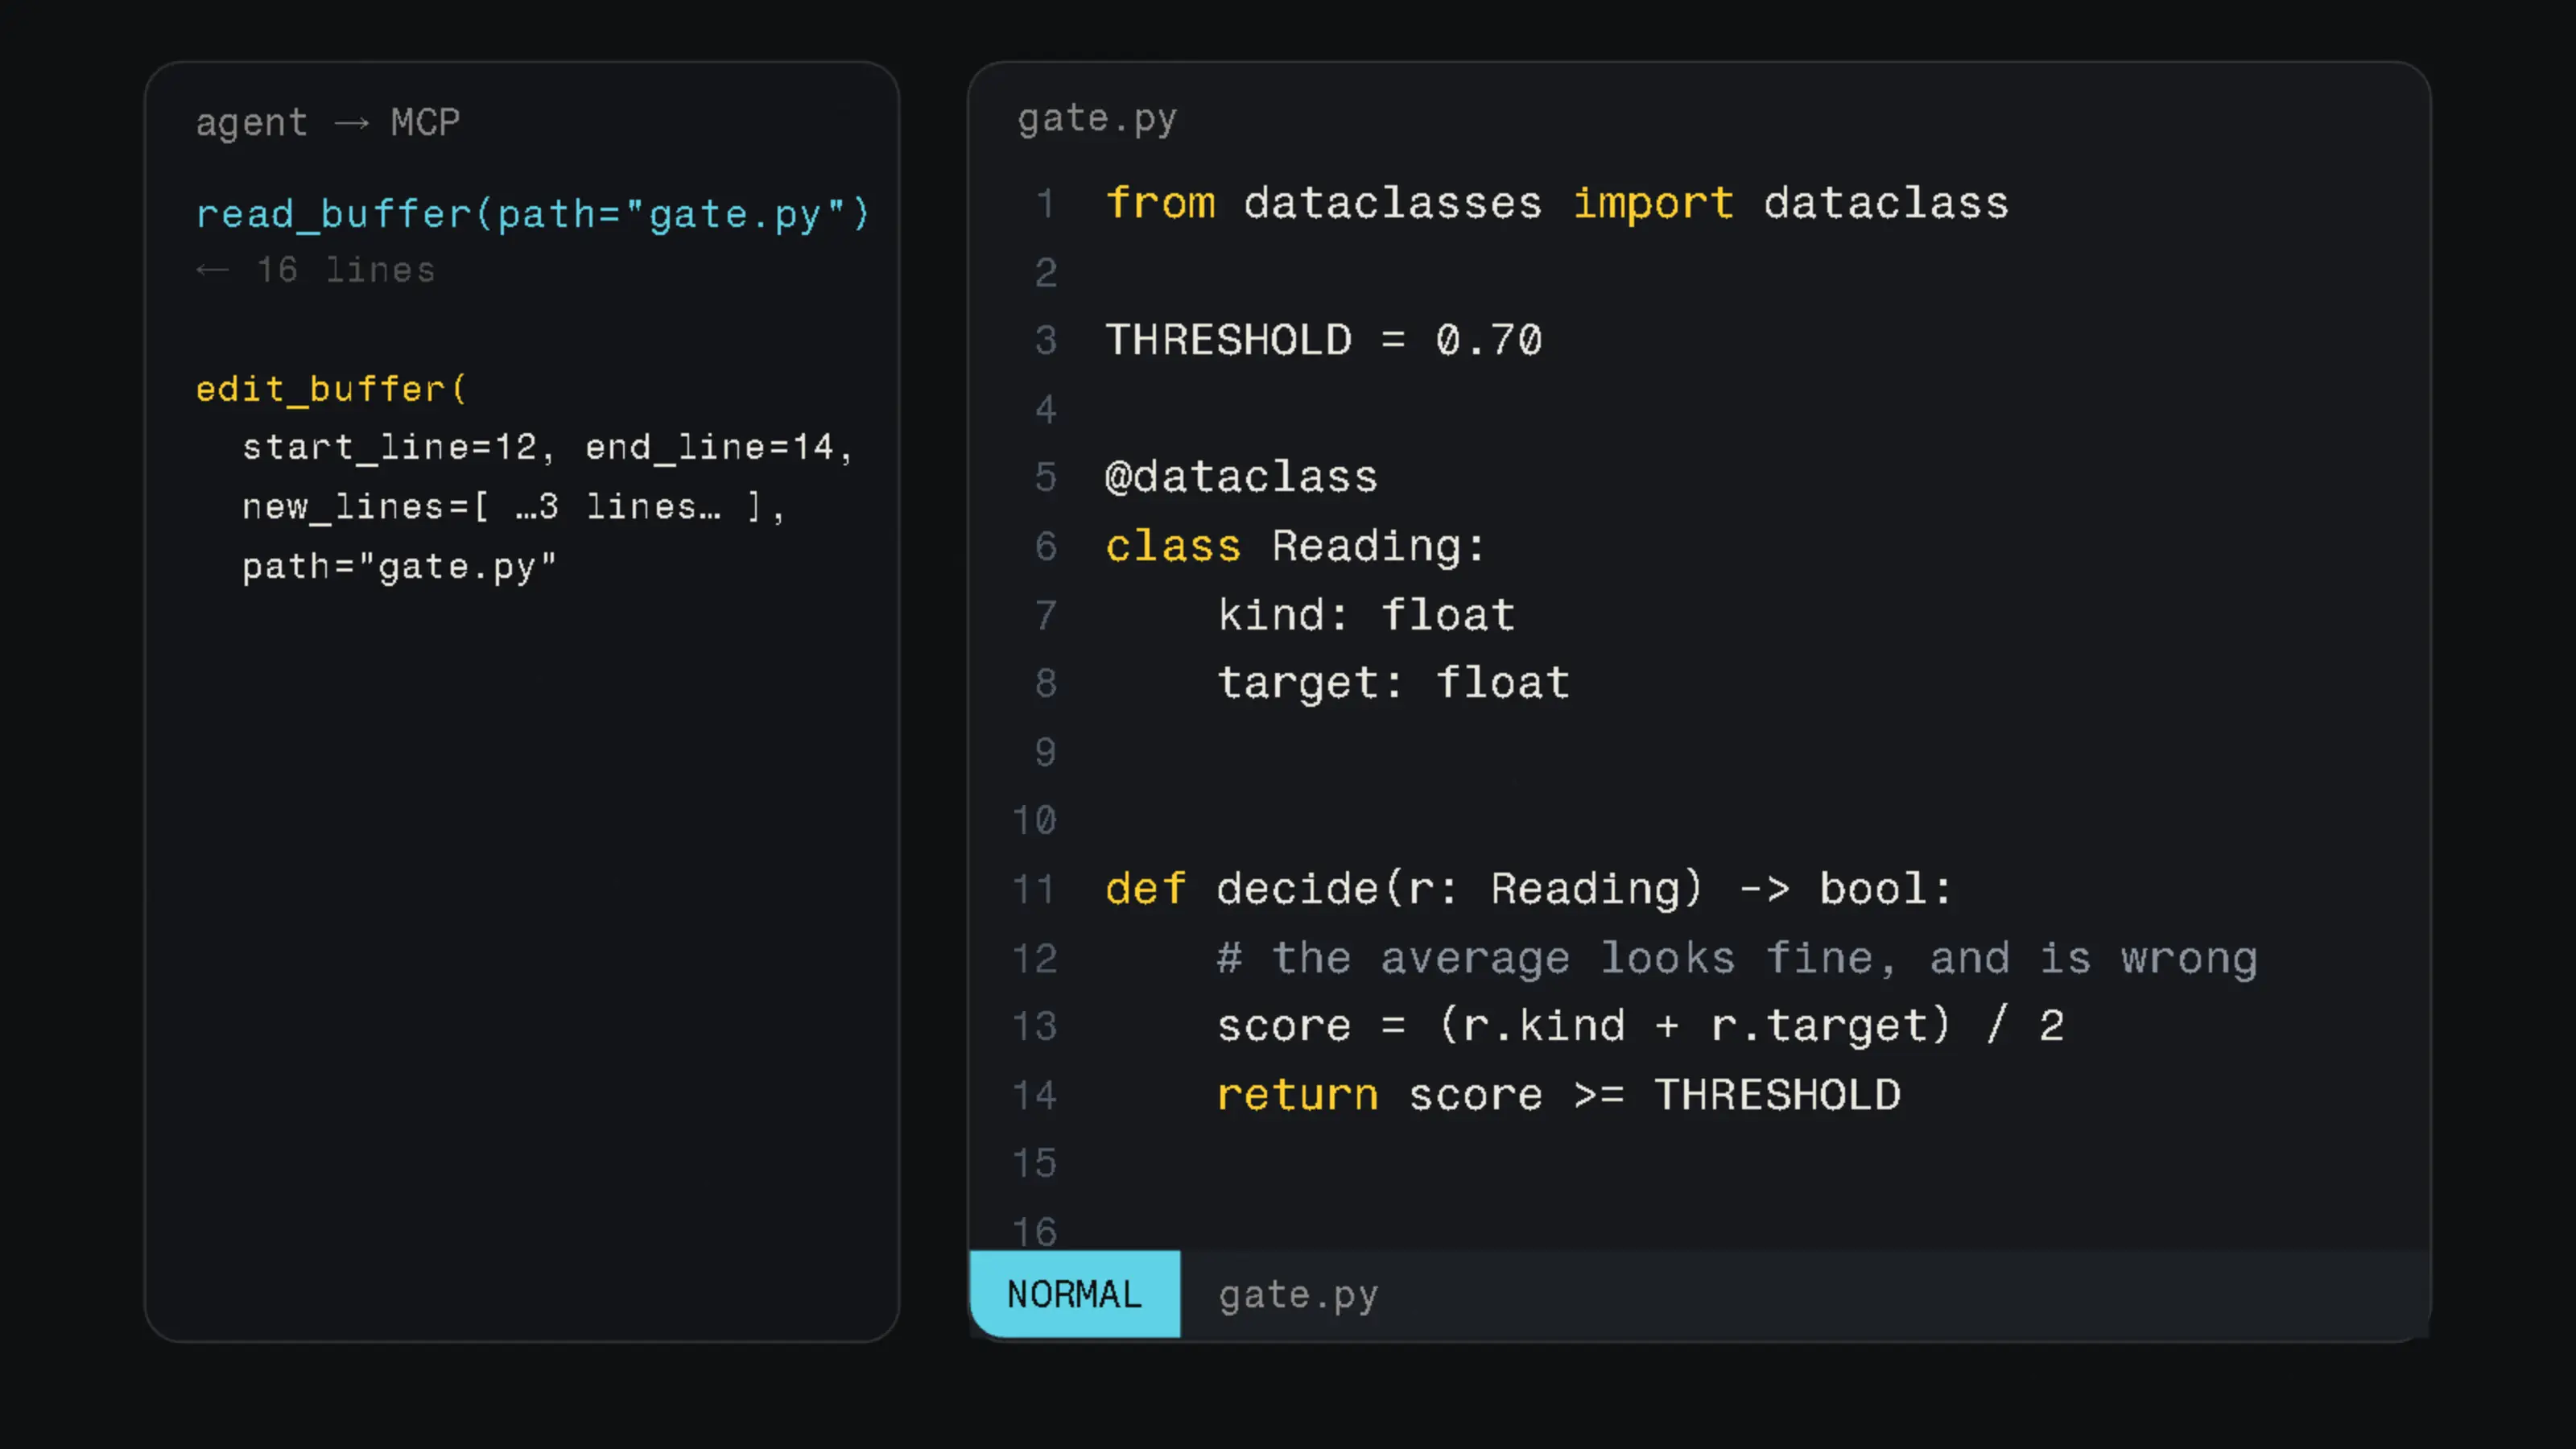 agent → MCP
read_buffer(path="gate.py")
← 16 lines
edit_buffer(
  start_line=12, end_line=14,
  new_lines=[ …3 lines… ],
  path="gate.py"
gate.py
1 from dataclasses import dataclass
2
3 THRESHOLD = 0.70
4
5 @dataclass
6 class Reading:
7     kind: float
8     target: float
9
10
11 def decide(r: Reading) -> bool:
12     # the average looks fine, and is wrong
13     score = (r.kind + r.target) / 2
14     return score >= THRESHOLD
15
16
NORMAL gate.py